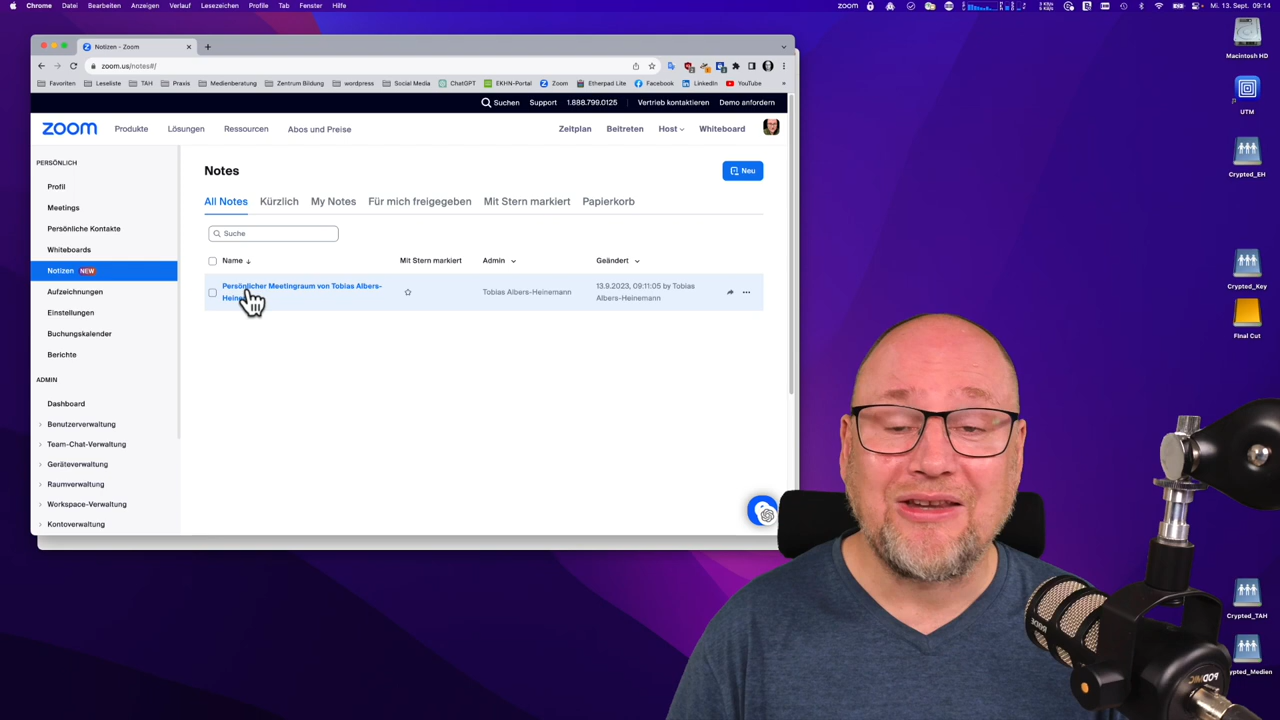 Chrome Datei Bearbeiten Anzeigen Verlauf Lesezeichen Profile Tab Fenster Hilfe
zoom Mi. 13. Sept. 09:14
Notizen - Zoom
zoom.us/notes#/
Favoriten Leseliste TAH Praxis Medienberatung Zentrum Bildung wordpress Social Media ChatGPT EKHN-Portal Zoom Etherpad Lite Facebook LinkedIn YouTube
Suchen Support 1.888.799.0125 Vertrieb kontaktieren Demo anfordern
zoom Produkte Lösungen Ressourcen Abos und Preise Zeitplan Beitreten Host Whiteboard
PERSÖNLICH
Profil
Meetings
Persönliche Kontakte
Whiteboards
Notizen NEW
Aufzeichnungen
Einstellungen
Buchungskalender
Berichte
ADMIN
Dashboard
Benutzerverwaltung
Team-Chat-Verwaltung
Geräteverwaltung
Raumverwaltung
Workspace-Verwaltung
Kontoverwaltung
Notes Neu
All Notes Kürzlich My Notes Für mich freigegeben Mit Stern markiert Papierkorb
Suche
Name Mit Stern markiert Admin Geändert
Persönlicher Meetingraum von Tobias Albers-
Tobias Albers-Heinemann
13.9.2023, 09:11:05 by Tobias
Albers-Heinemann
Macintosh HD
UTM
Crypted_EH
Crypted_Key
Final Cut
Crypted_TAH
ypted_Medien
RØDE
PODMIC